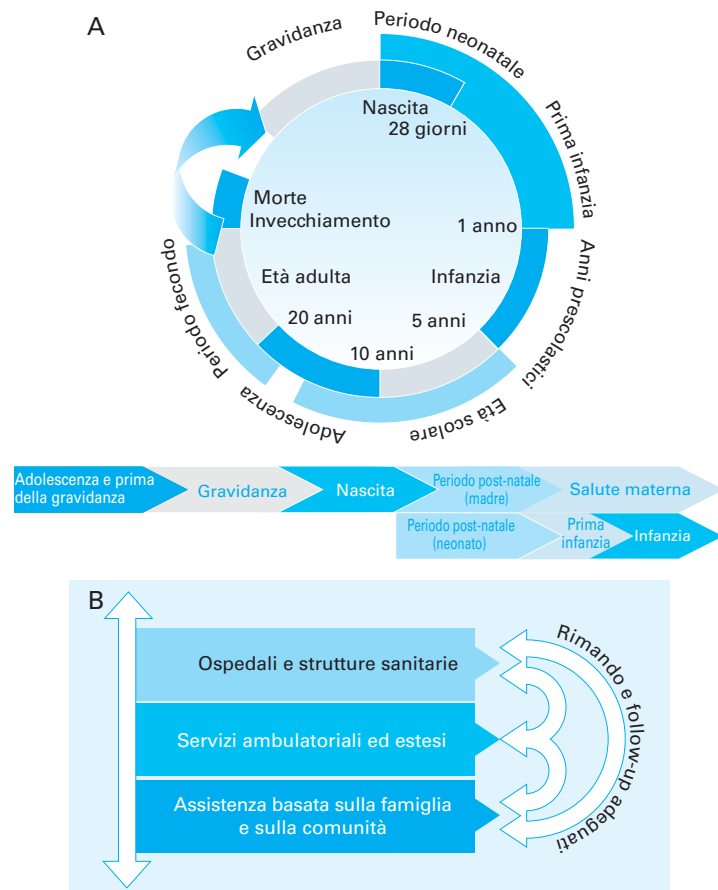 A
Gravidanza
Periodo neonatale
Prima infanzia
Nascita
28 giorni
1 anno
Morte
Invecchiamento
Infanzia
Età adulta
Anni prescolastici
5 anni
20 anni
10 anni
Periodo fecondo
Adolescenza
Età scolare
Adolescenza e prima
della gravidanza
Gravidanza
Nascita
Periodo post-natale
(madre)
Salute materna
Periodo post-natale
(neonato)
Prima
infanzia
Infanzia
B
Ospedali e strutture sanitarie
Servizi ambulatoriali ed estesi
Assistenza basata sulla famiglia
e sulla comunità
Rimando e follow-up adeguati